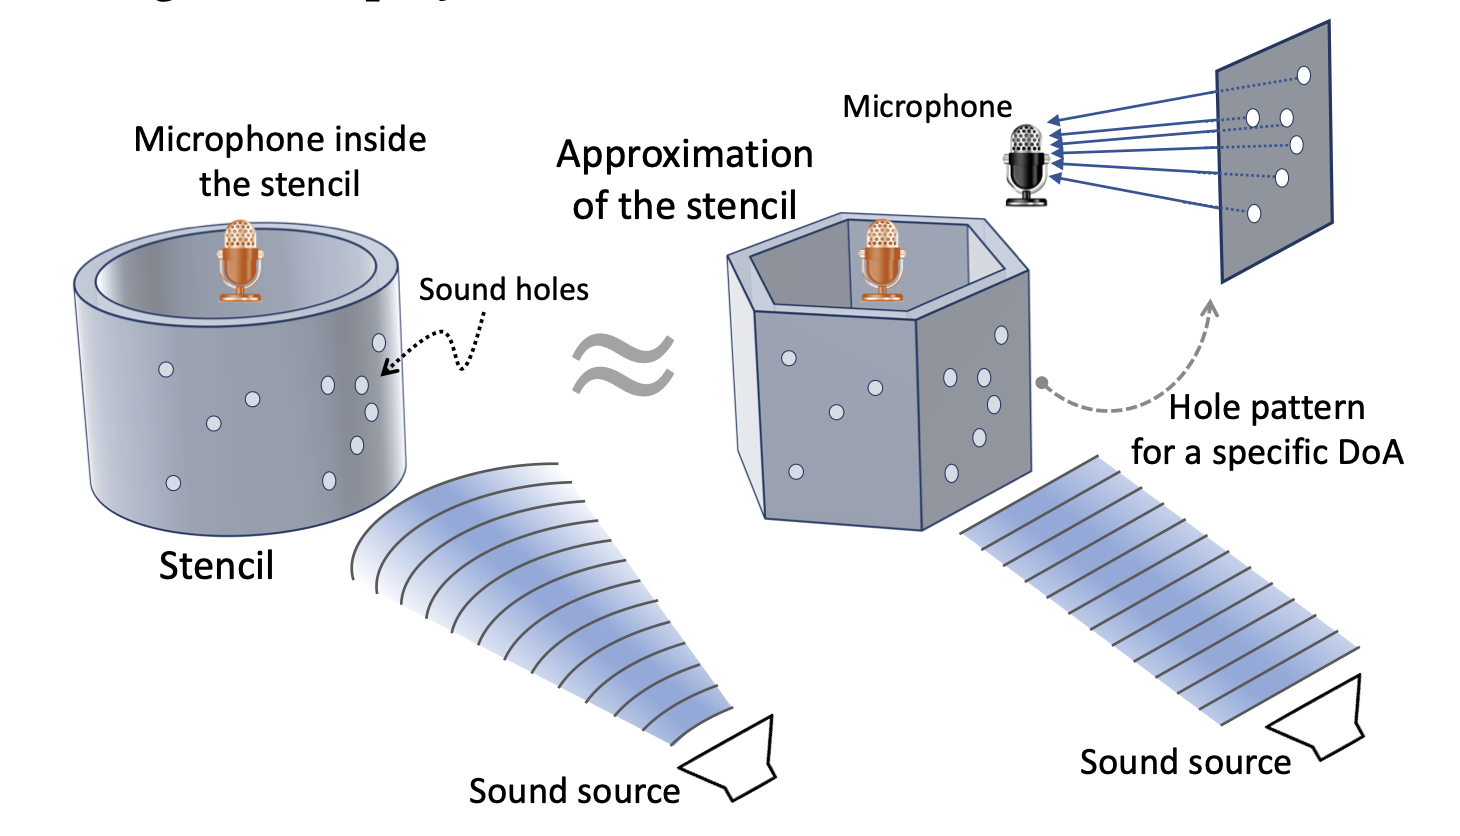 Microphone inside
the stencil
Approximation
of the stencil
Microphone
Sound holes
Hole pattern
for a specific DoA
Stencil
Sound source
Sound source